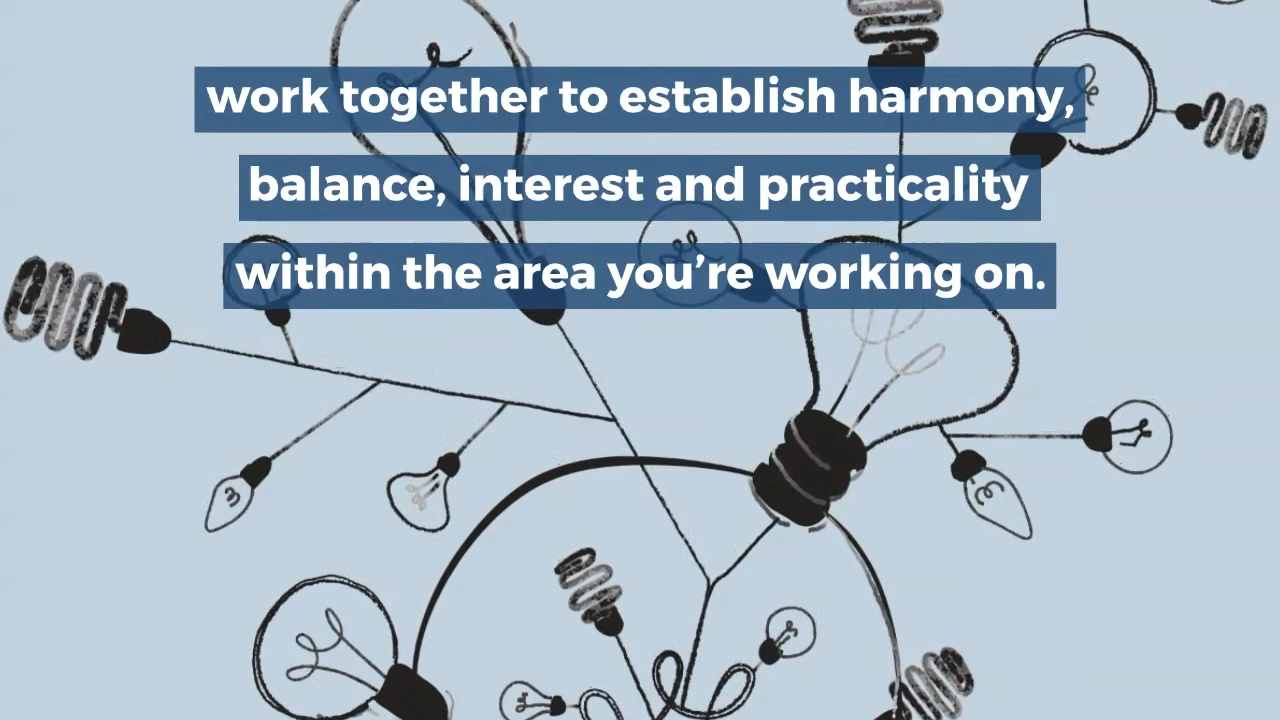 work together to establish harmony,
balance, interest and practicality
within the area you’re working on.